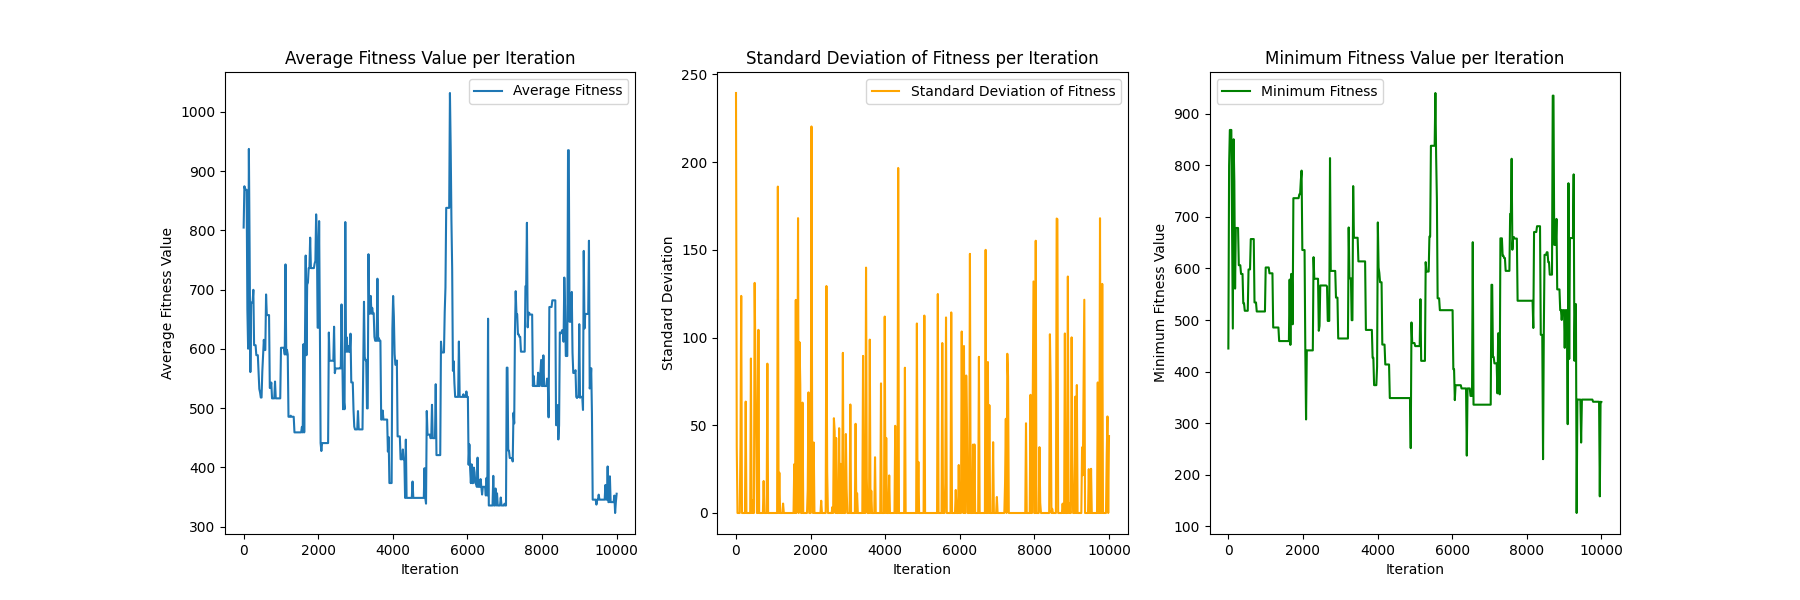 Average Fitness Value per Iteration
Average Fitness
Average Fitness Value
1000
900
800
700
600
500
400
300
0 2000 4000 6000 8000 10000
Iteration
Standard Deviation of Fitness per Iteration
Standard Deviation of Fitness
Standard Deviation
250
200
150
100
50
0
0 2000 4000 6000 8000 10000
Iteration
Minimum Fitness Value per Iteration
Minimum Fitness
Minimum Fitness Value
900
800
700
600
500
400
300
200
100
0 2000 4000 6000 8000 10000
Iteration